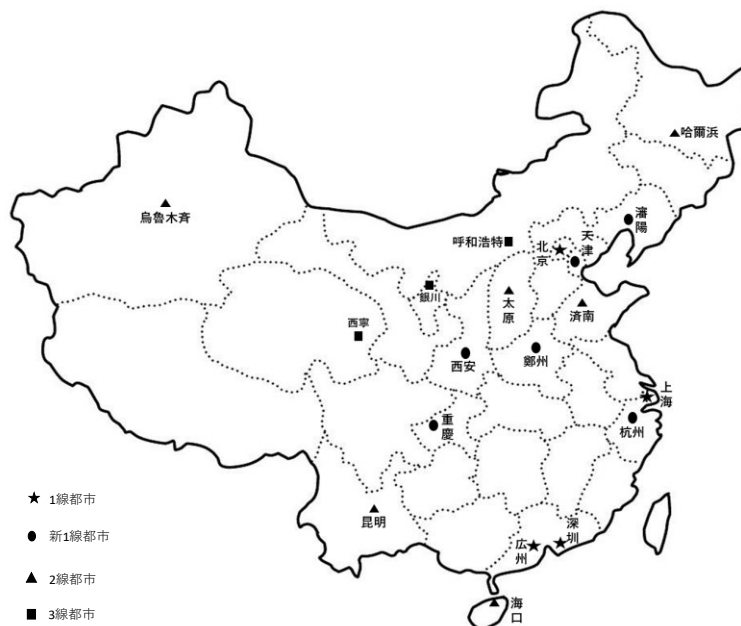 哈爾浜
烏魯木斉
瀋陽
呼和浩特
北京
天津
銀川
太原
済南
西寧
西安
鄭州
上海
重慶
杭州
昆明
広州
深圳
海口
1線都市
新1線都市
2線都市
3線都市